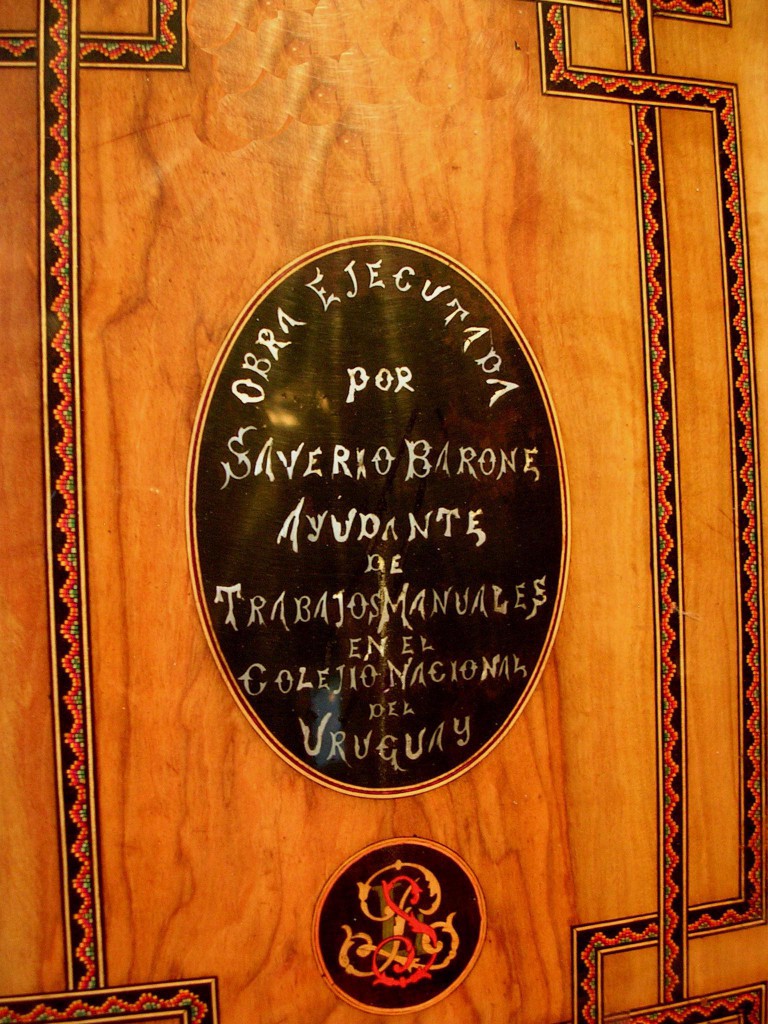 OBRA EJECUTADA
POR
SAVERIO BARONE
AYUDANTE
DE
TRABAJOS MANUALES
EN EL
COLEJIO NACIONAL
DEL
URUGUAY